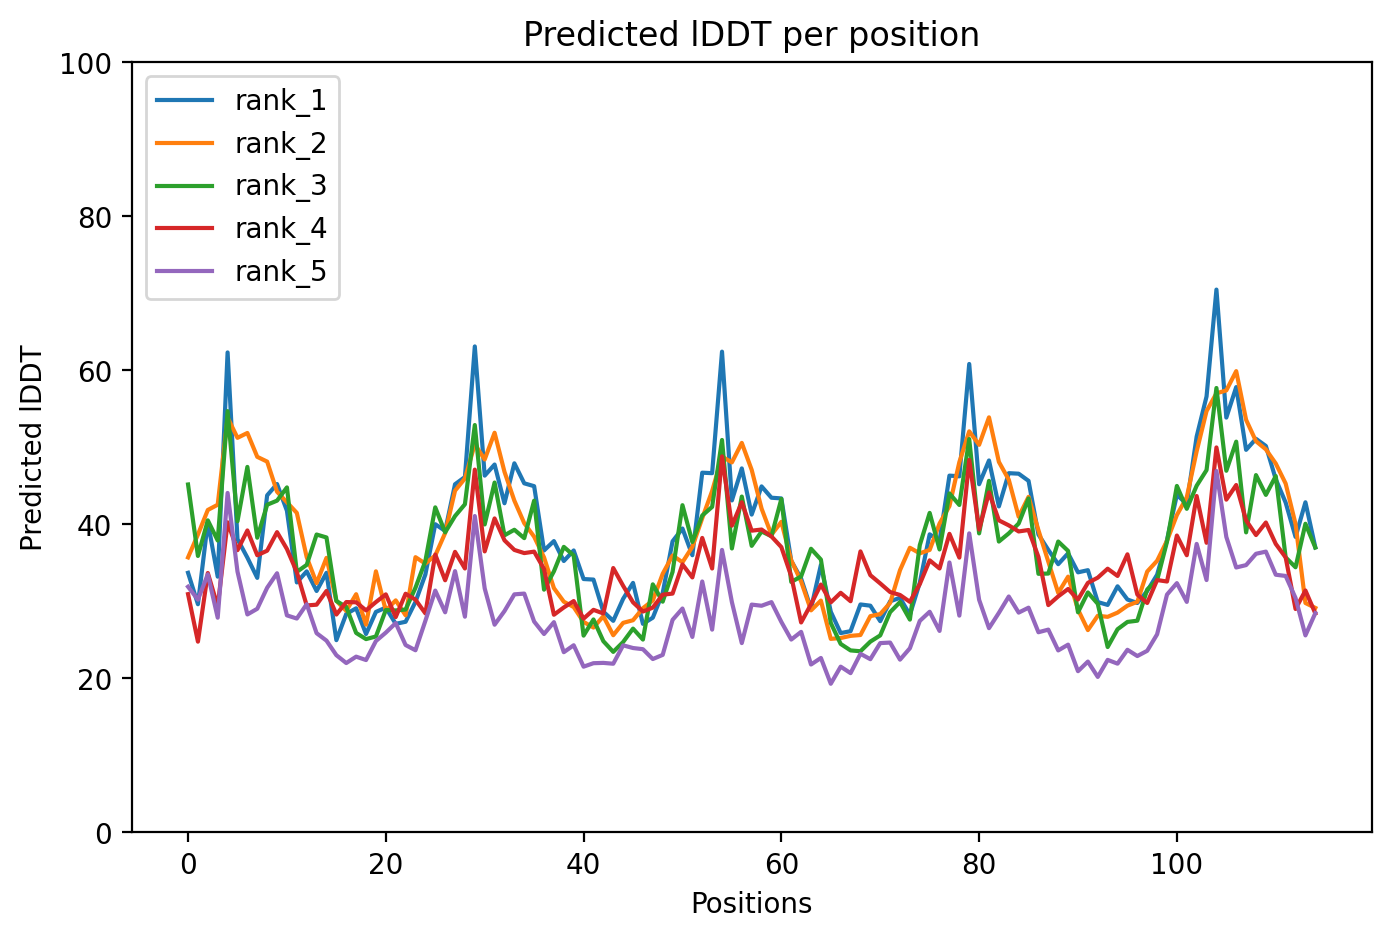 Predicted lDDT per position
100
80
60
40
20
0
Predicted lDDT
rank_1
rank_2
rank_3
rank_4
rank_5
0 20 40 60 80 100
Positions